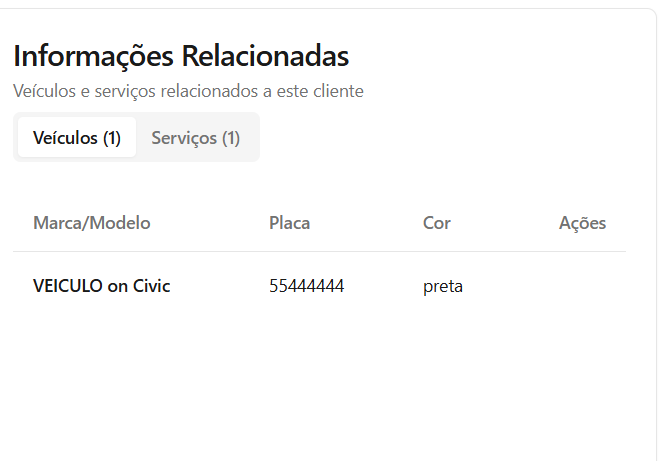 Informações Relacionadas
Veículos e serviços relacionados a este cliente
Veículos (1) Serviços (1)
Marca/Modelo Placa Cor Ações
VEICULO on Civic 55444444 preta